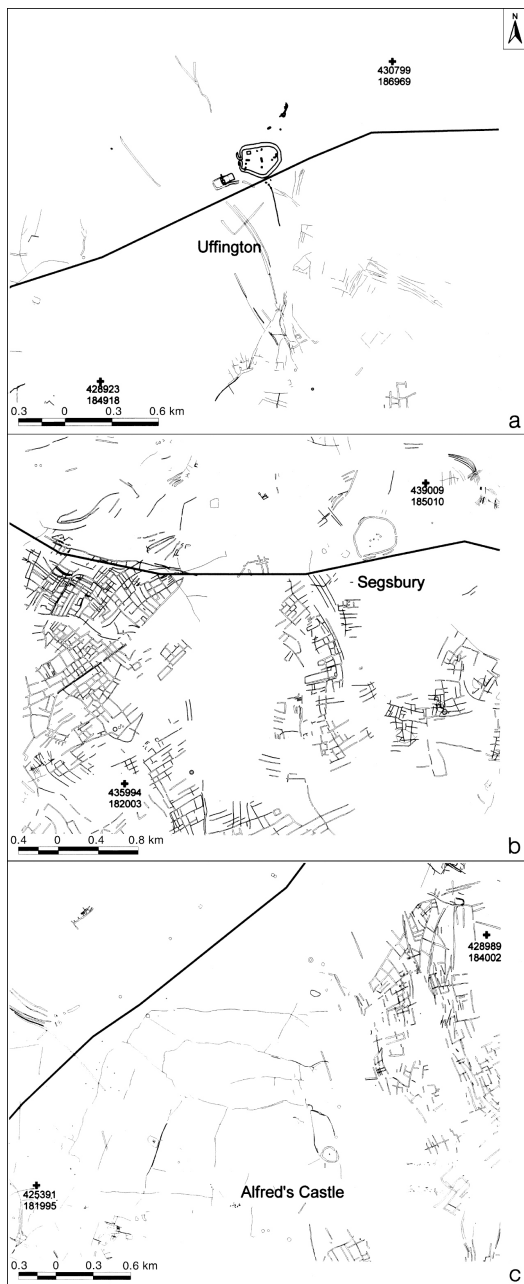 N
430799
186969
Uffington
428923
184918
0.3 0 0.3 0.6 km
a
439009
185010
Segsbury
435994
182003
0.4 0 0.4 0.8 km
b
428989
184002
425391
181995
Alfred's Castle
0.3 0 0.3 0.6 km
c